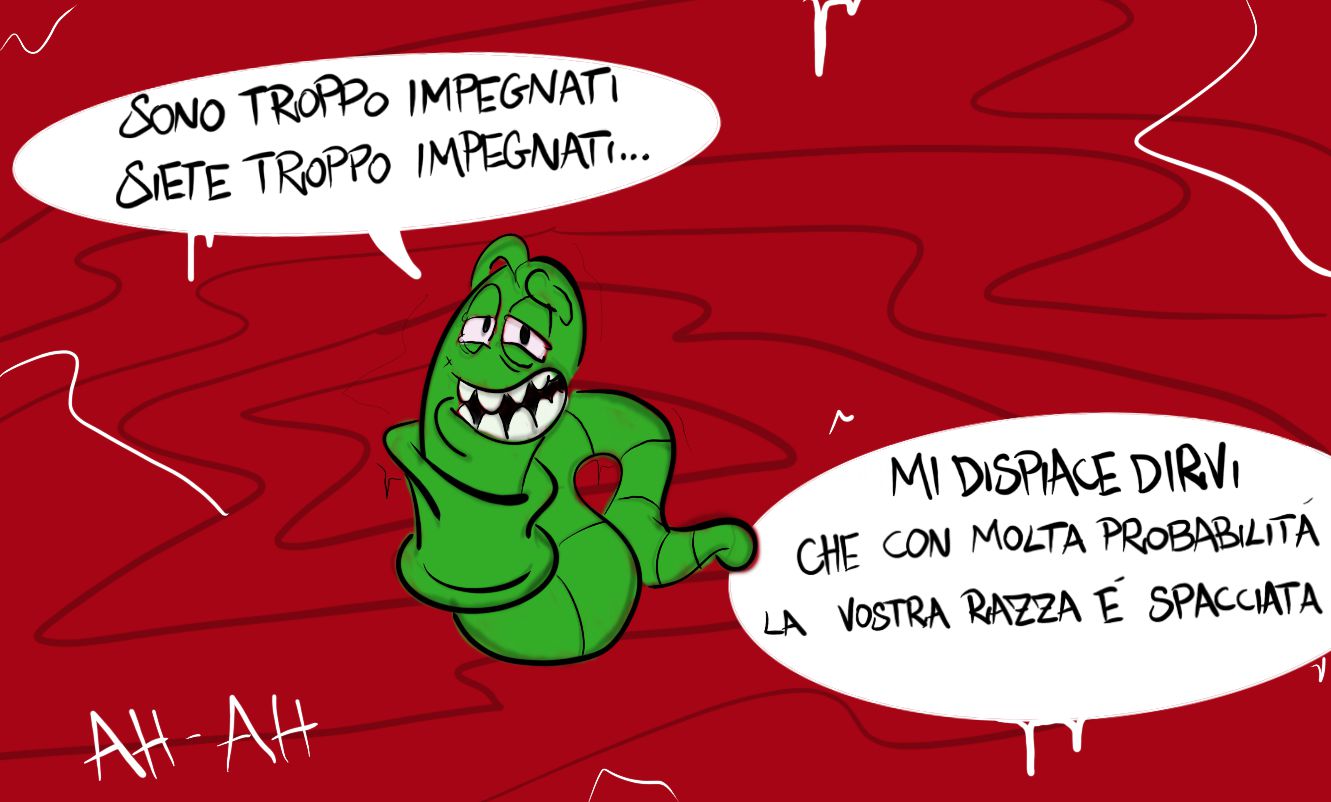 SONO TROPPO IMPEGNATI
SIETE TROPPO IMPEGNATI...
MI DISPIACE DIRVI
CHE CON MOLTA PROBABILITÁ
LA VOSTRA RAZZA É SPACCIATA
AH-AH